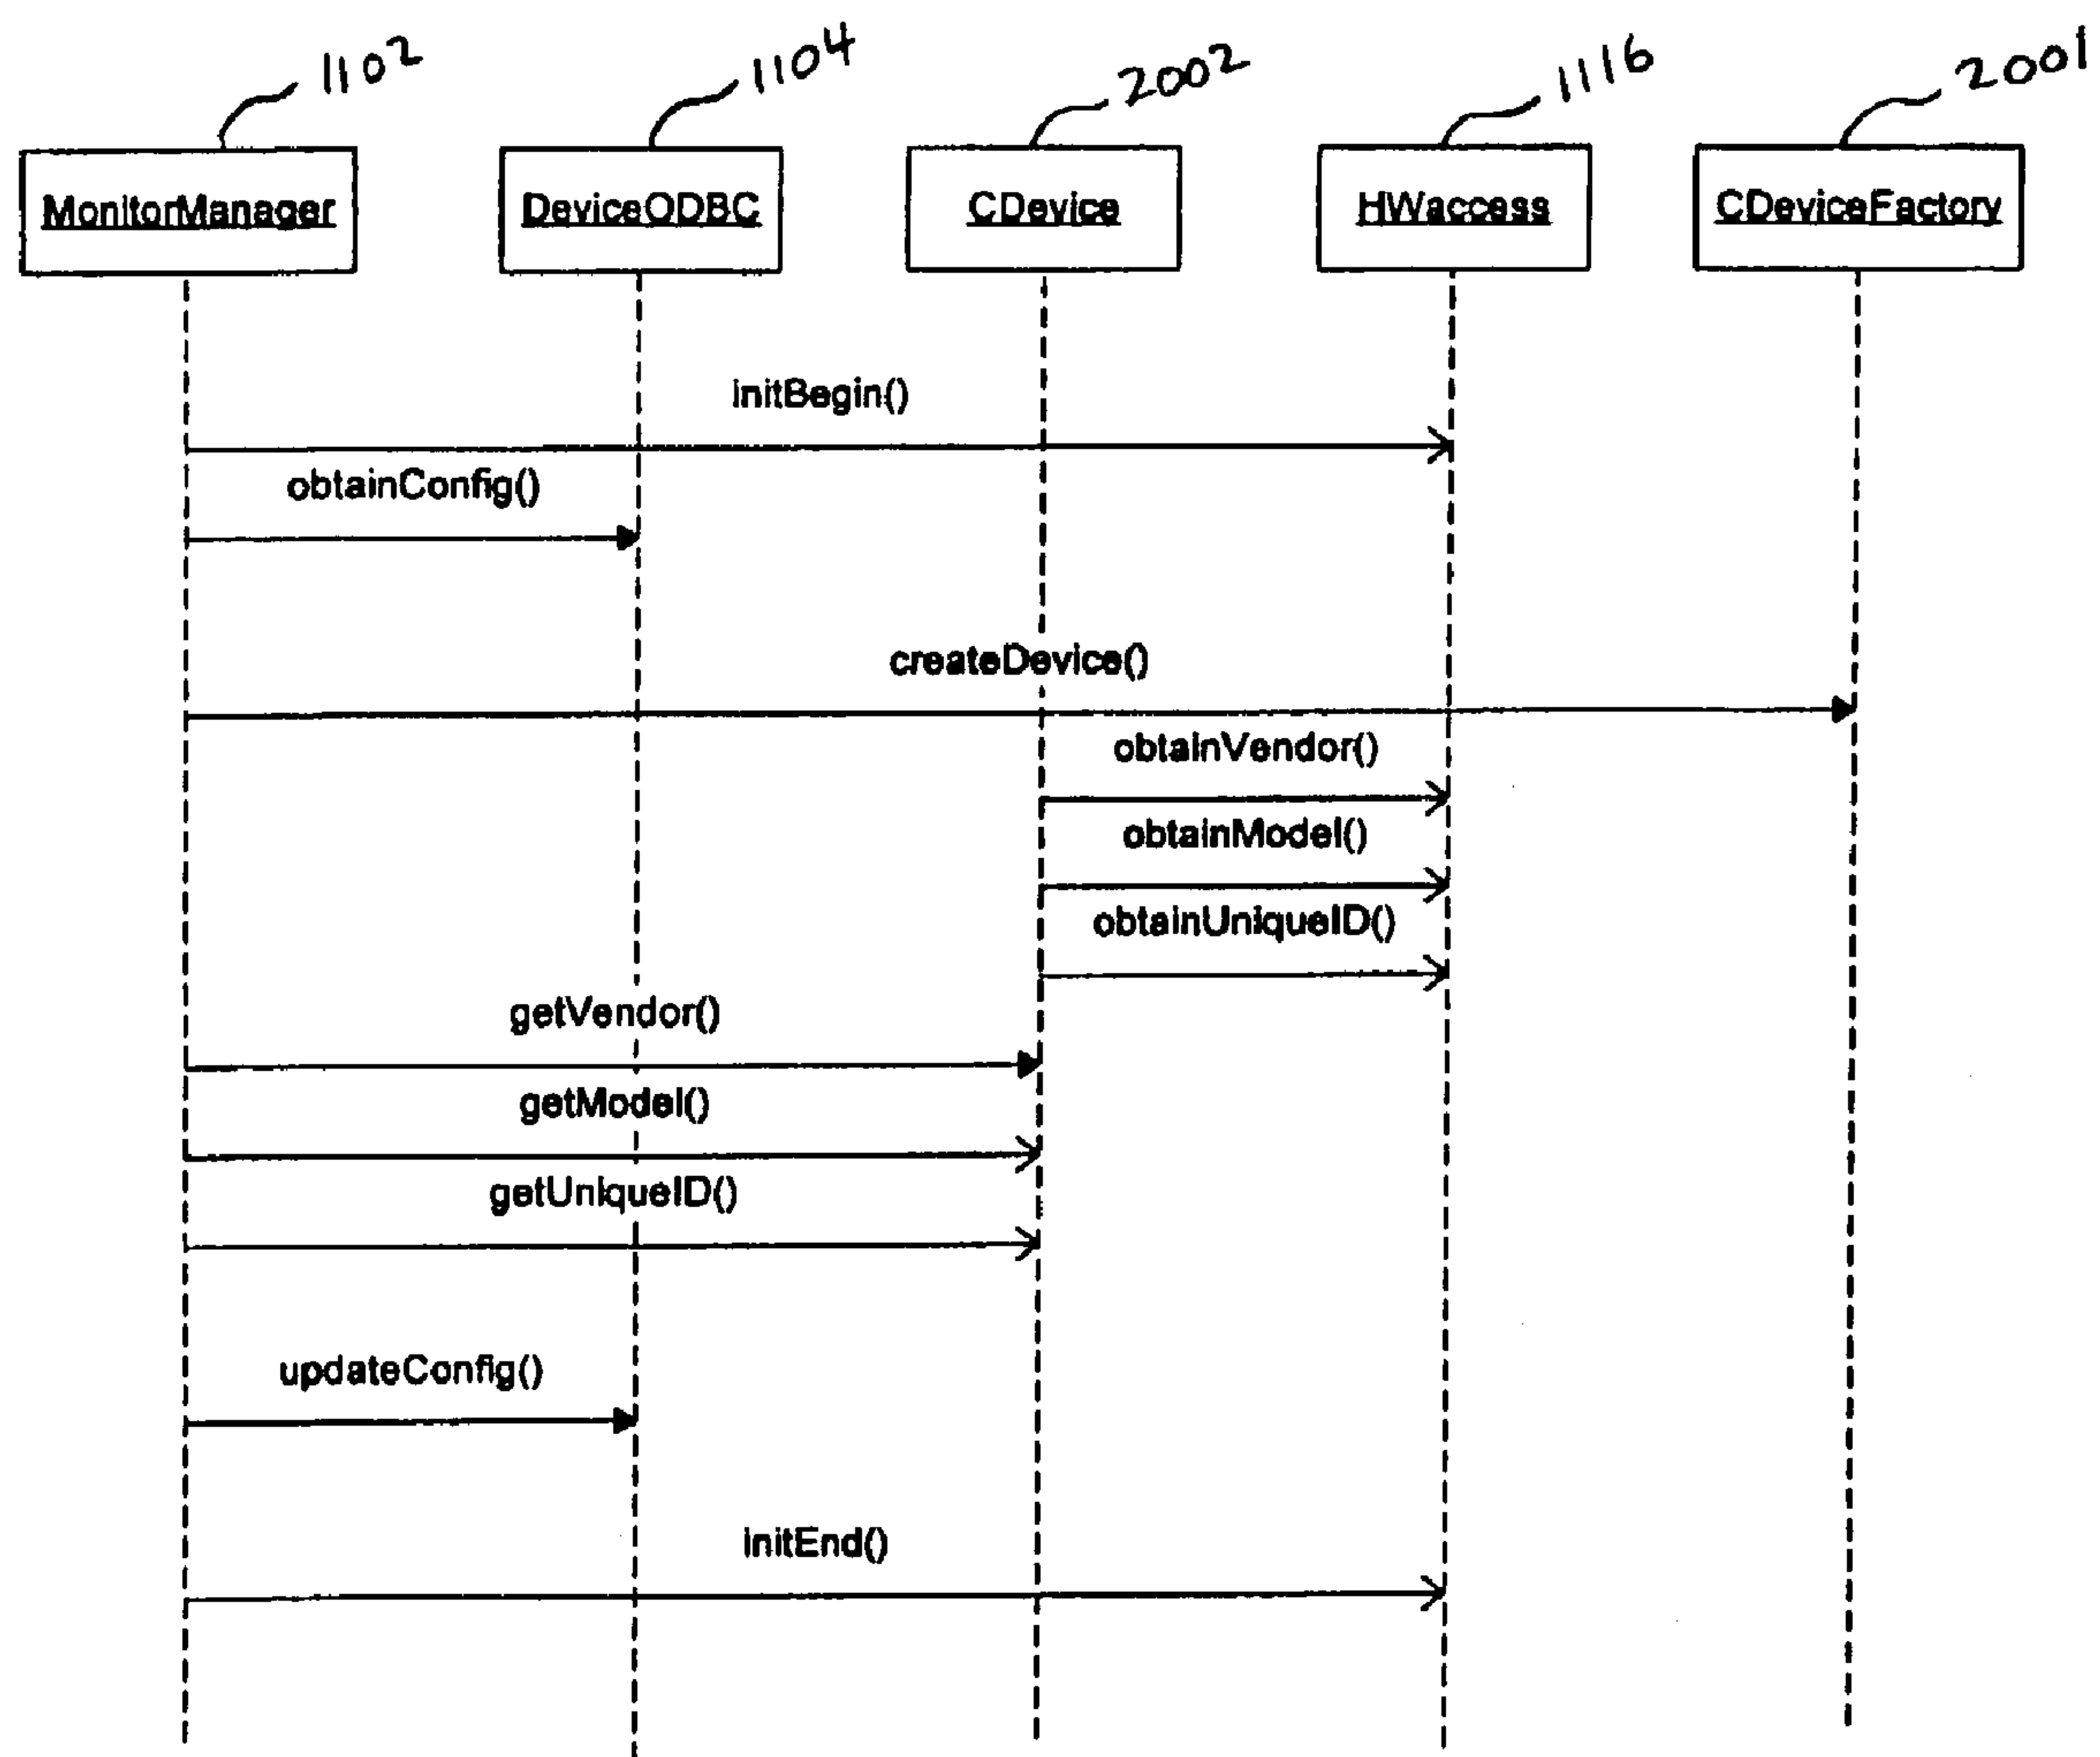 1102
1104
2002
1116
2001
MonitorManager
DeviceODBC
CDevice
HWaccess
CDeviceFactory
initBegin()
obtainConfig()
createDevice()
obtainVendor()
obtainModel()
obtainUniqueID()
getVendor()
getModel()
getUniqueID()
updateConfig()
initEnd()